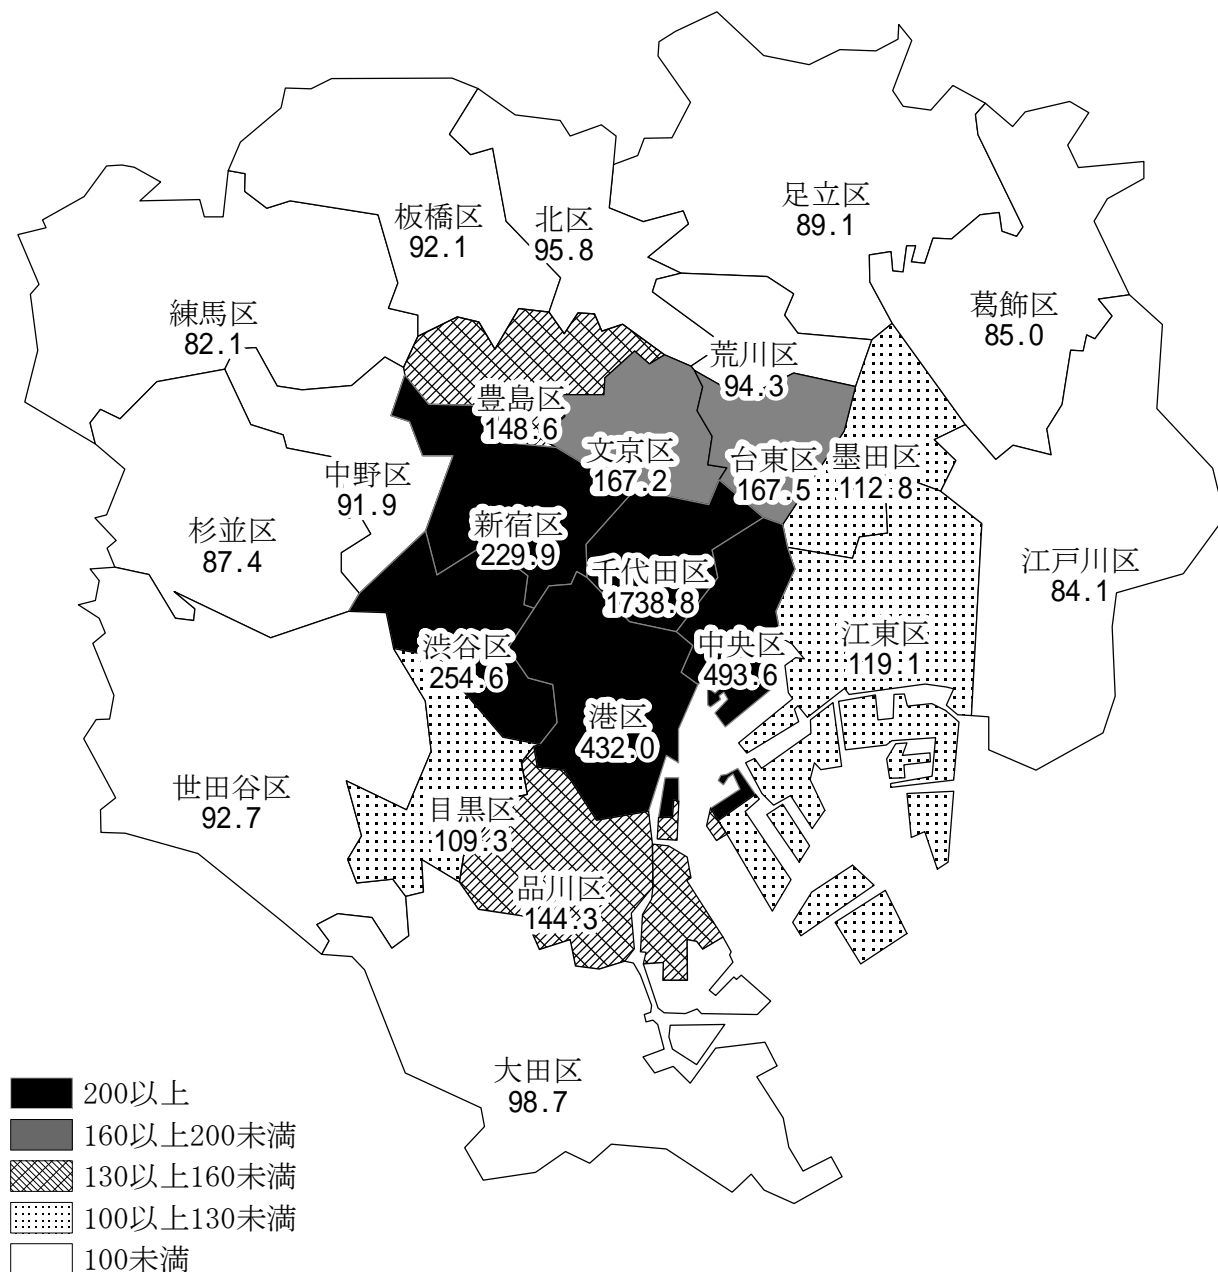 足立区
89.1
板橋区
92.1
北区
95.8
葛飾区
85.0
練馬区
82.1
荒川区
94.3
豊島区
148.6
文京区
167.2
台東区
167.5
墨田区
112.8
中野区
91.9
杉並区
87.4
新宿区
229.9
千代田区
1738.8
江戸川区
84.1
渋谷区
254.6
中央区
493.6
江東区
119.1
港区
432.0
世田谷区
92.7
目黒区
109.3
品川区
144.3
大田区
98.7
200以上
160以上200未満
130以上160未満
100以上130未満
100未満